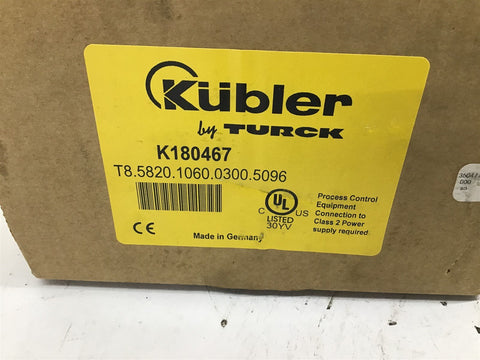 Kübler
by TURCK
K180467
T8.5820.1060.0300.5096
C UL US
LISTED
30YV
Process Control
Equipment
Connection to
Class 2 Power
supply required
CE
Made in Germany